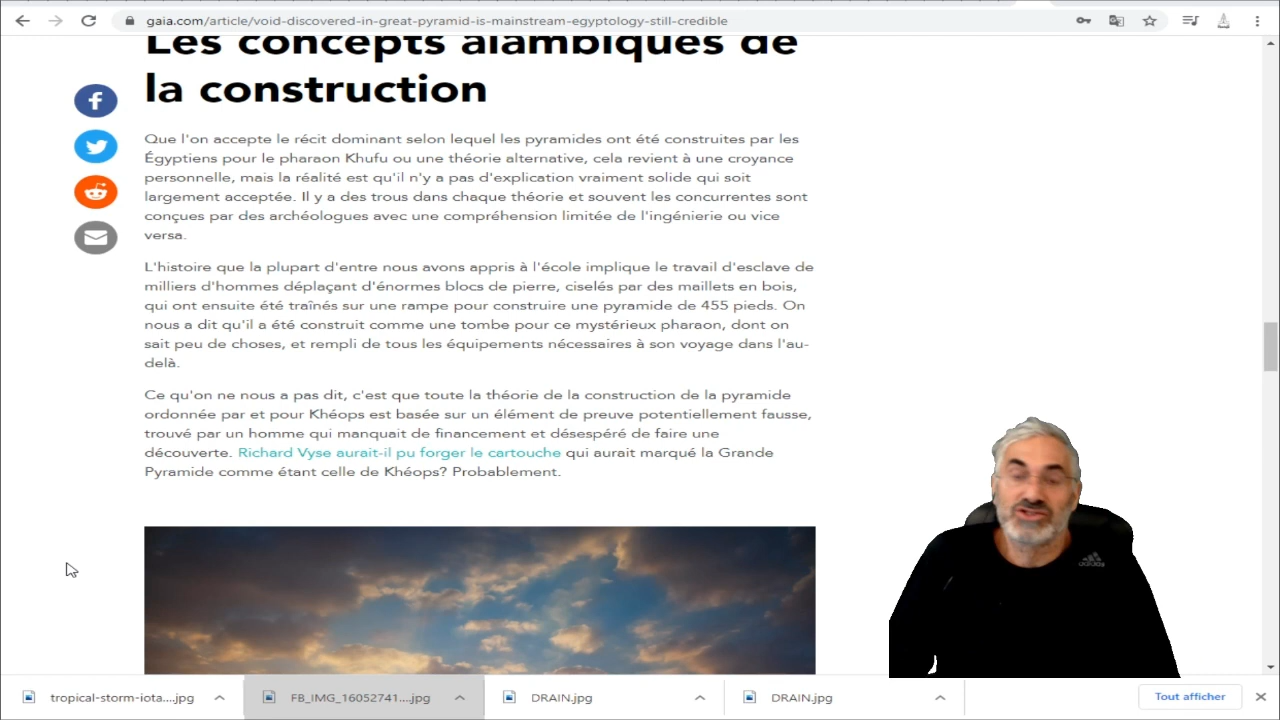 gaia.com/article/void-discovered-in-great-pyramid-is-mainstream-egyptology-still-credible
Les concepts alambiqués de
la construction
Que l'on accepte le récit dominant selon lequel les pyramides ont été construites par les
Égyptiens pour le pharaon Khufu ou une théorie alternative, cela revient à une croyance
personnelle, mais la réalité est qu'il n'y a pas d'explication vraiment solide qui soit
largement acceptée. Il y a des trous dans chaque théorie et souvent les concurrentes sont
conçues par des archéologues avec une compréhension limitée de l'ingénierie ou vice
versa.
L'histoire que la plupart d'entre nous avons appris à l'école implique le travail d'esclave de
milliers d'hommes déplaçant d'énormes blocs de pierre, ciselés par des maillets en bois,
qui ont ensuite été traînés sur une rampe pour construire une pyramide de 455 pieds. On
nous a dit qu'il a été construit comme une tombe pour ce mystérieux pharaon, dont on
sait peu de choses, et rempli de tous les équipements nécessaires à son voyage dans l'au-
delà.
Ce qu'on ne nous a pas dit, c'est que toute la théorie de la construction de la pyramide
ordonnée par et pour Khéops est basée sur un élément de preuve potentiellement fausse,
trouvé par un homme qui manquait de financement et désespéré de faire une
découverte. Richard Vyse aurait-il pu forger le cartouche qui aurait marqué la Grande
Pyramide comme étant celle de Khéops? Probablement.
adidas
tropical-storm-iota....jpg
FB_IMG_16052741....jpg
DRAIN.jpg
DRAIN.jpg
Tout afficher